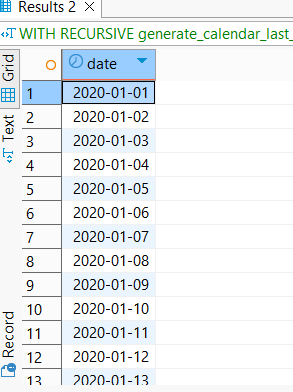 Results 2
WITH RECURSIVE generate_calendar_last_
Grid
Text
Record
date
1 2020-01-01
2 2020-01-02
3 2020-01-03
4 2020-01-04
5 2020-01-05
6 2020-01-06
7 2020-01-07
8 2020-01-08
9 2020-01-09
10 2020-01-10
11 2020-01-11
12 2020-01-12
13 2020-01-13